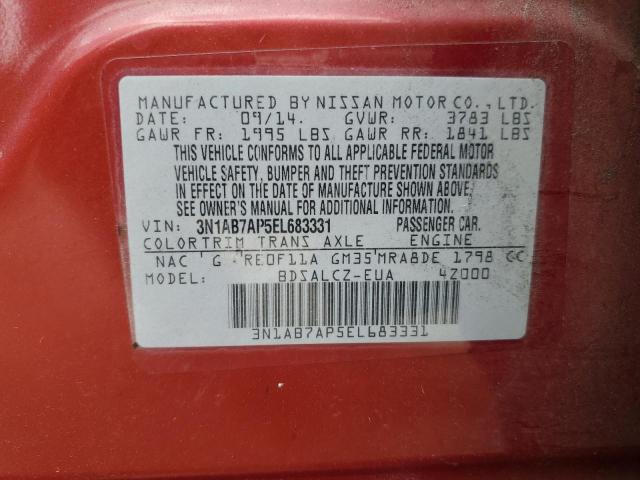 MANUFACTURED BY NISSAN MOTOR CO., LTD.
DATE: 09/14. GVWR: 3783 LBS
GAWR FR: 1995 LBS GAWR RR: 1841 LBS
THIS VEHICLE CONFORMS TO ALL APPLICABLE FEDERAL MOTOR
VEHICLE SAFETY, BUMPER AND THEFT PREVENTION STANDARDS
IN EFFECT ON THE DATE OF MANUFACTURE SHOWN ABOVE.
SEE OWNER'S MANUAL FOR ADDITIONAL INFORMATION.
VIN: 3N1AB7AP5EL683331 PASSENGER CAR.
COLOR TRIM TRANS AXLE ENGINE
NAC G RE0F11A GM35 MRA8DE 1798 CC
MODEL: BDSALCZ-EUA 4Z000
3N1AB7AP5EL683331